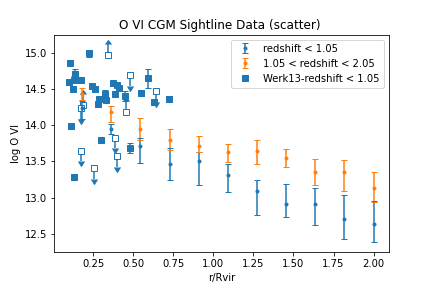 O VI CGM Sightline Data (scatter)
redshift < 1.05
1.05 < redshift < 2.05
Werk13-redshift < 1.05
log O VI
15.0
14.5
14.0
13.5
13.0
12.5
0.25 0.50 0.75 1.00 1.25 1.50 1.75 2.00
r/Rvir